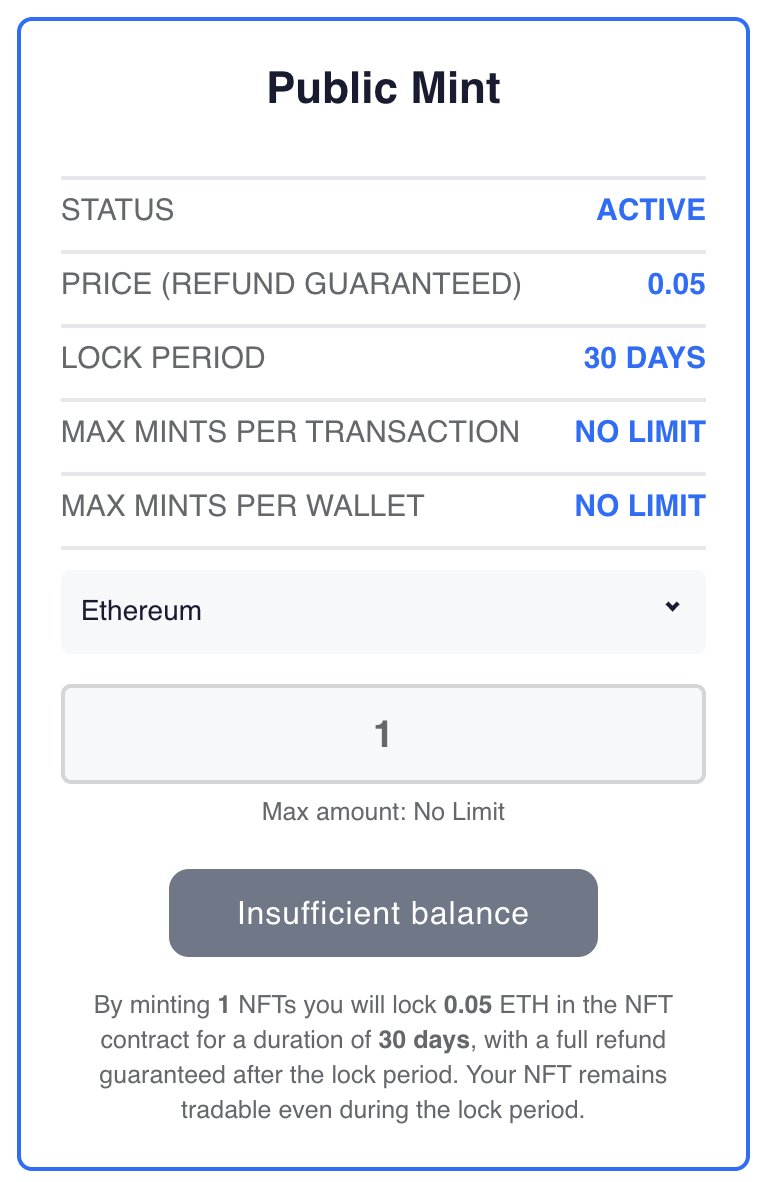 Public Mint
STATUS ACTIVE
PRICE (REFUND GUARANTEED) 0.05
LOCK PERIOD 30 DAYS
MAX MINTS PER TRANSACTION NO LIMIT
MAX MINTS PER WALLET NO LIMIT
Ethereum
1
Max amount: No Limit
Insufficient balance
By minting 1 NFTs you will lock 0.05 ETH in the NFT
contract for a duration of 30 days, with a full refund
guaranteed after the lock period. Your NFT remains
tradable even during the lock period.